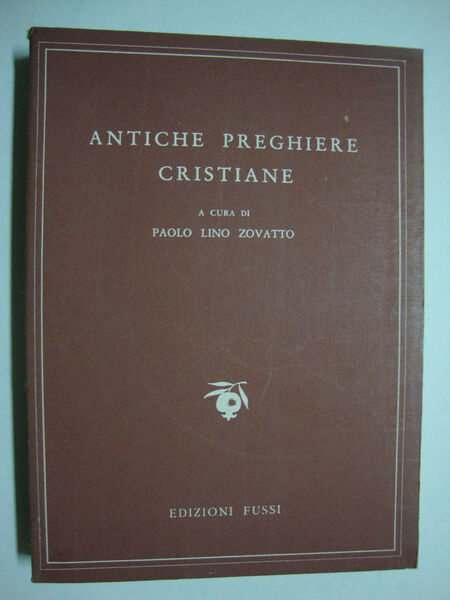 ANTICHE PREGHIERE
CRISTIANE
A CURA DI
PAOLO LINO ZOVATTO
EDIZIONI FUSSI